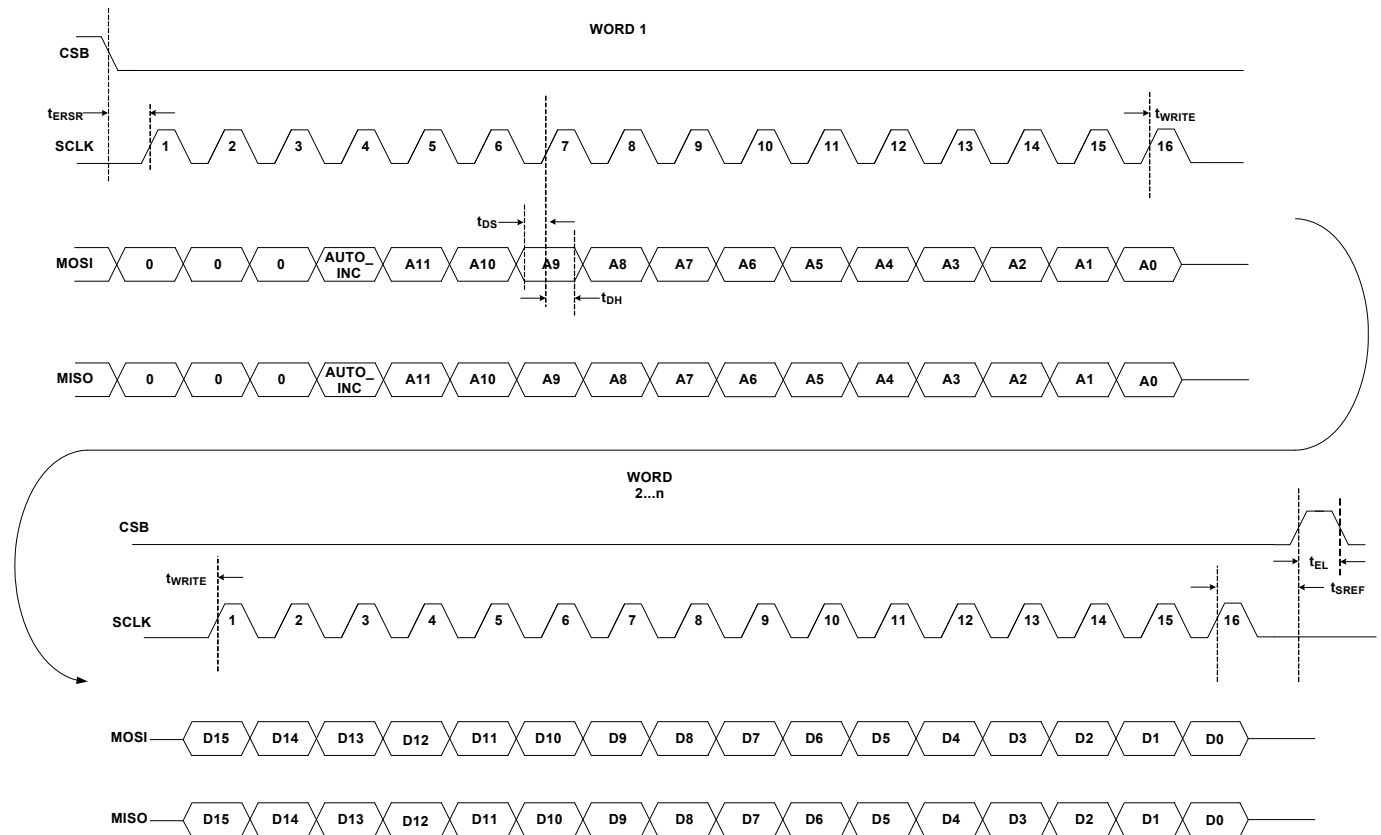 WORD 1
CSB
tERSR
tWRITE
SCLK 1 2 3 4 5 6 7 8 9 10 11 12 13 14 15 16
tDS
MOSI 0 0 0 AUTO_ INC A11 A10 A9 A8 A7 A6 A5 A4 A3 A2 A1 A0
tDH
MISO 0 0 0 AUTO_ INC A11 A10 A9 A8 A7 A6 A5 A4 A3 A2 A1 A0
WORD
2...n
CSB
tEL
tWRITE
tSREF
SCLK 1 2 3 4 5 6 7 8 9 10 11 12 13 14 15 16
MOSI D15 D14 D13 D12 D11 D10 D9 D8 D7 D6 D5 D4 D3 D2 D1 D0
MISO D15 D14 D13 D12 D11 D10 D9 D8 D7 D6 D5 D4 D3 D2 D1 D0